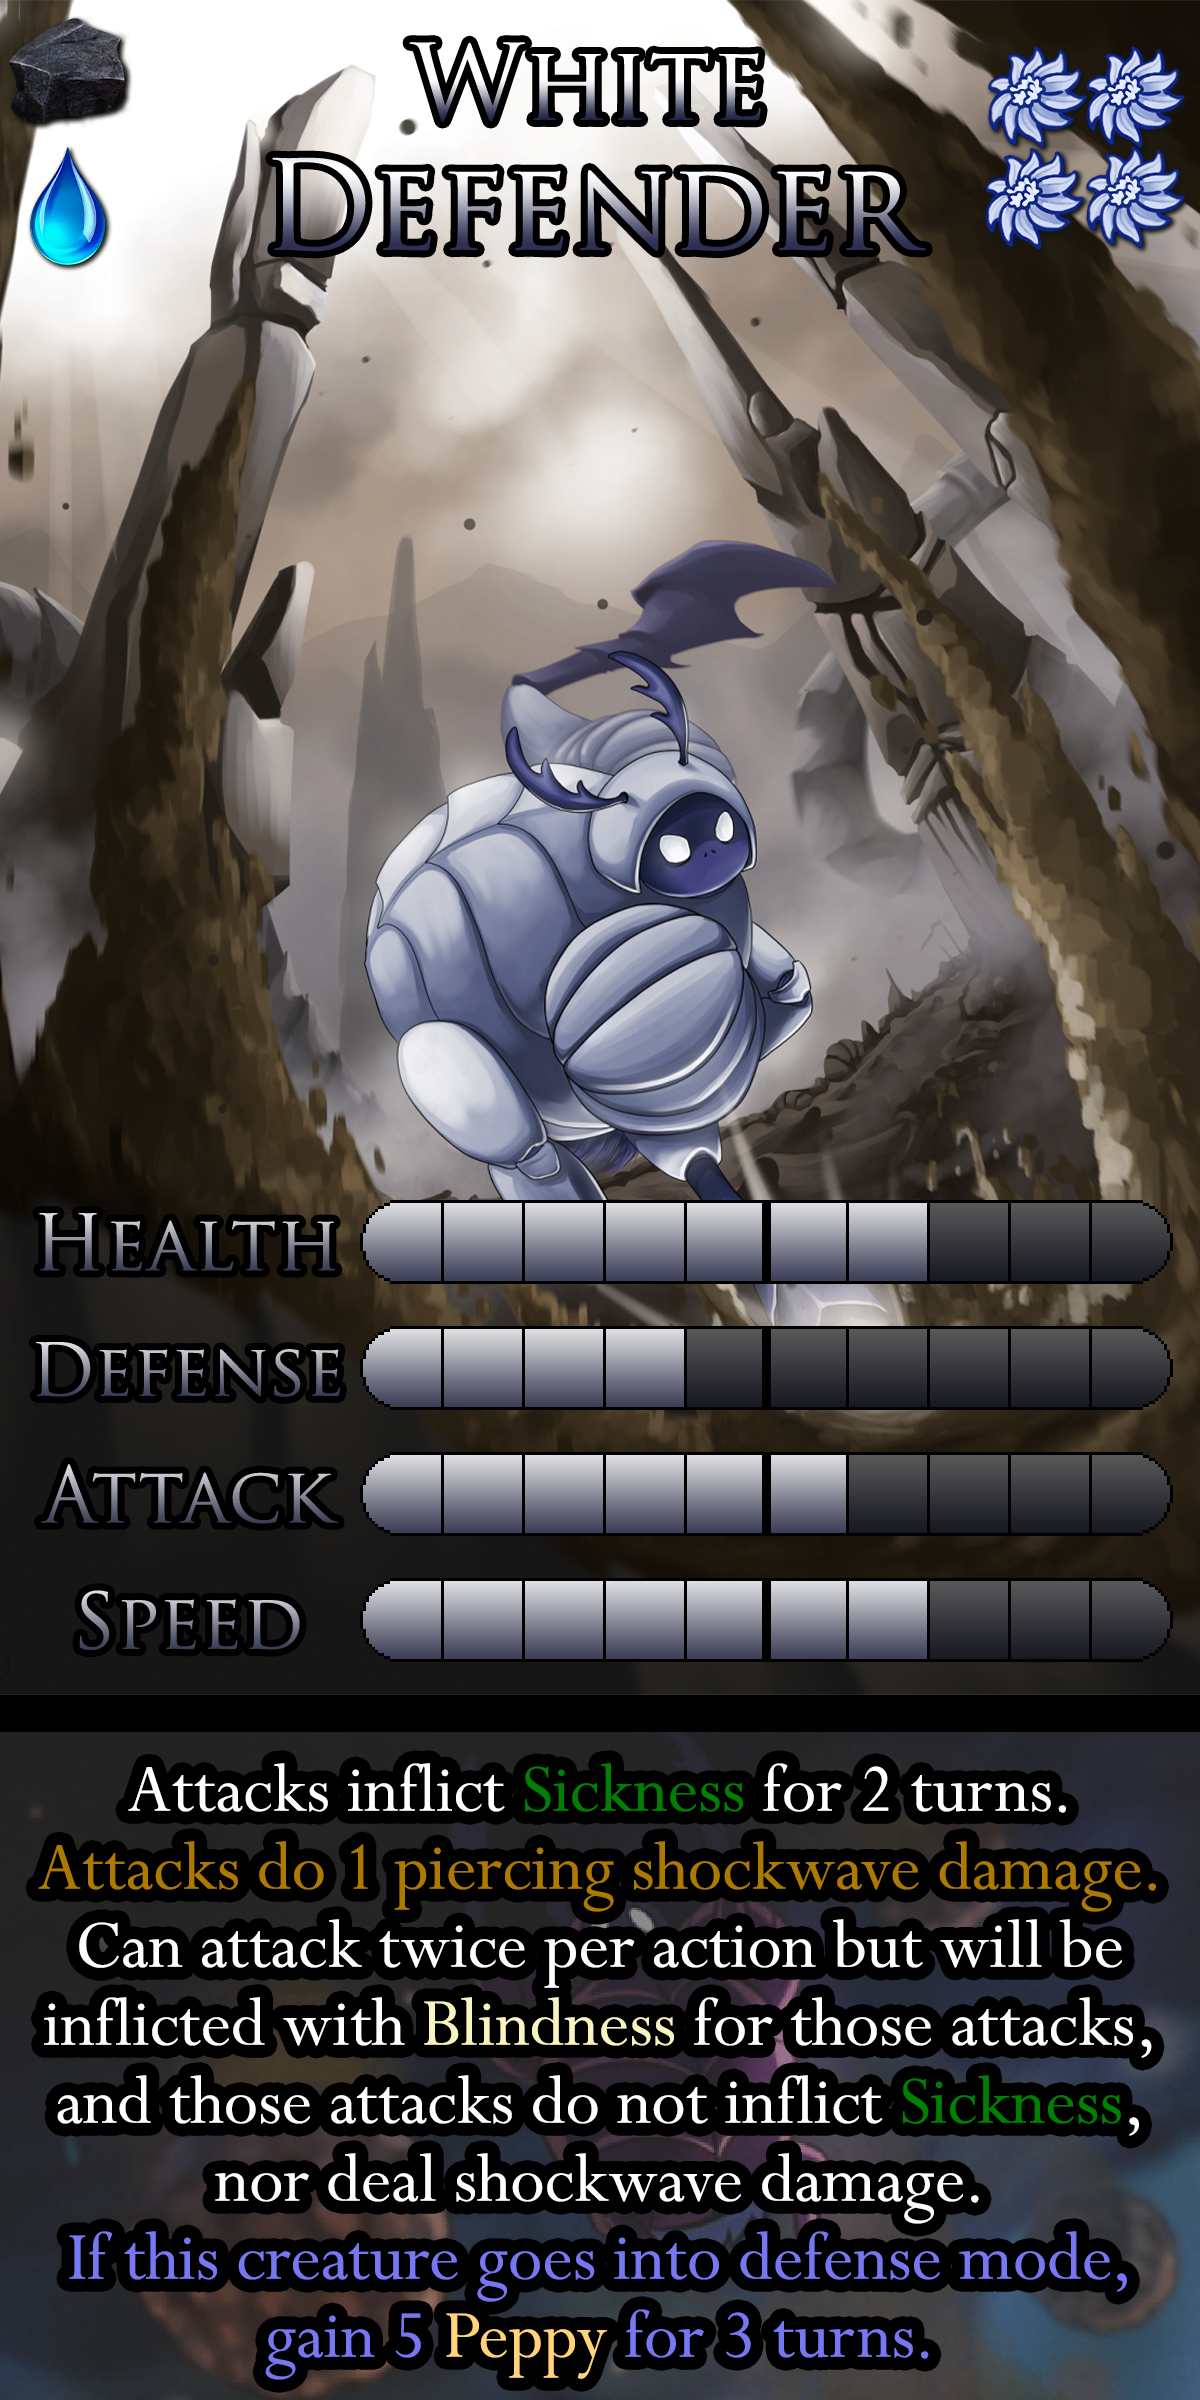 WHITE
DEFENDER
HEALTH
DEFENSE
ATTACK
SPEED
Attacks inflict Sickness for 2 turns.
Attacks do 1 piercing shockwave damage.
Can attack twice per action but will be
inflicted with Blindness for those attacks,
and those attacks do not inflict Sickness,
nor deal shockwave damage.
If this creature goes into defense mode,
gain 5 Peppy for 3 turns.